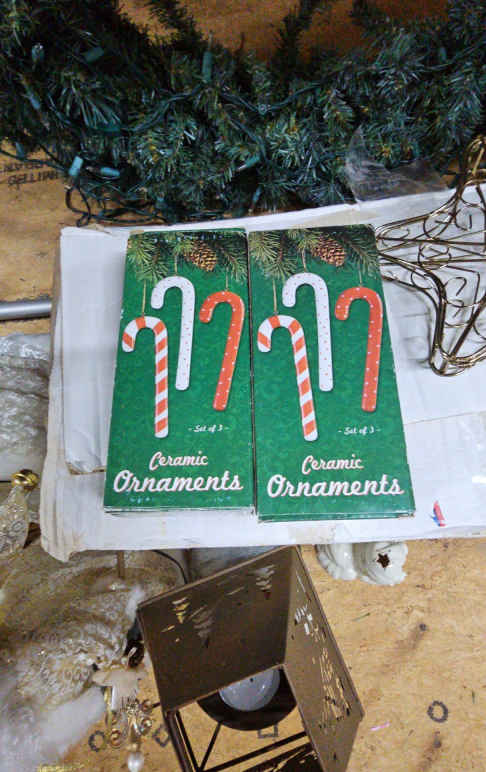 - Set of 3 -
Ceramic
Ornaments
- Set of 3 -
Ceramic
Ornaments